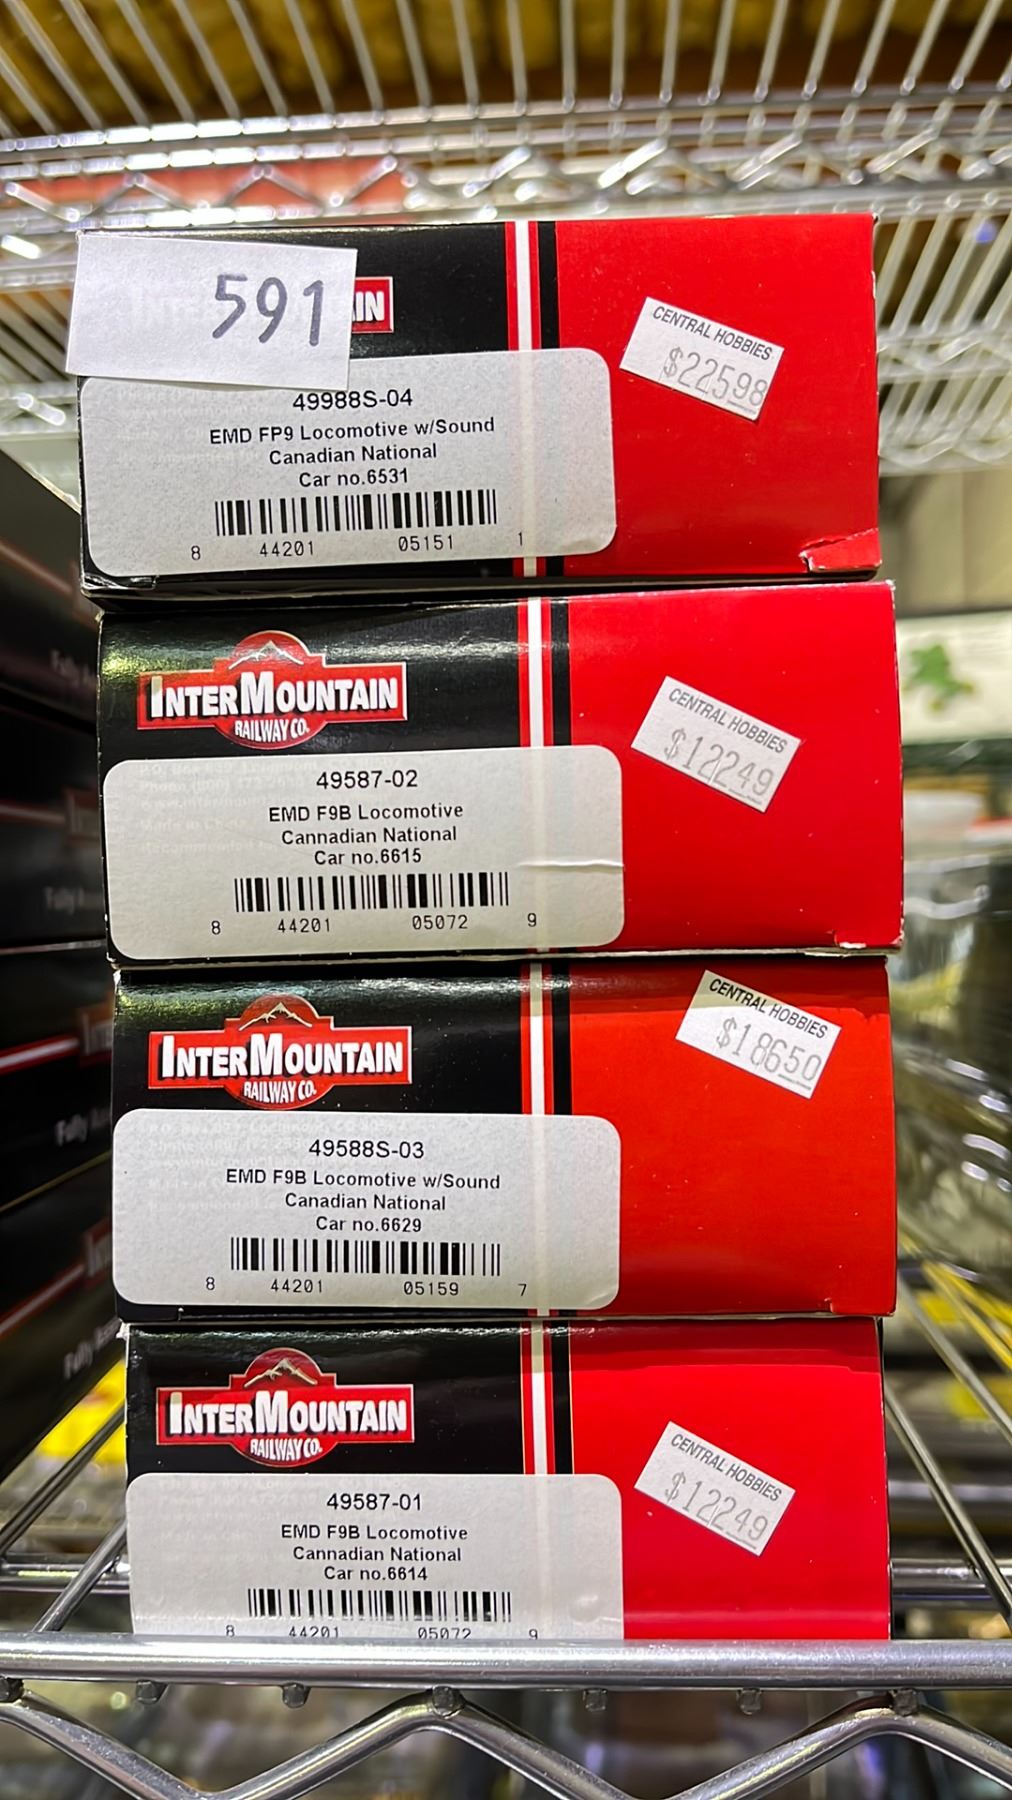 591
IN
CENTRAL HOBBIES
$22598
49988S-04
EMD FP9 Locomotive w/Sound
Canadian National
Car no.6531
8 44201 05151 1
INTERMOUNTAIN
RAILWAY CO.
CENTRAL HOBBIES
$12249
49587-02
EMD F9B Locomotive
Cannadian National
Car no.6615
8 44201 05072 9
INTERMOUNTAIN
RAILWAY CO.
CENTRAL HOBBIES
$18650
49588S-03
EMD F9B Locomotive w/Sound
Canadian National
Car no.6629
8 44201 05159 7
INTERMOUNTAIN
RAILWAY CO.
CENTRAL HOBBIES
$12249
49587-01
EMD F9B Locomotive
Cannadian National
Car no.6614
8 44201 05072 9